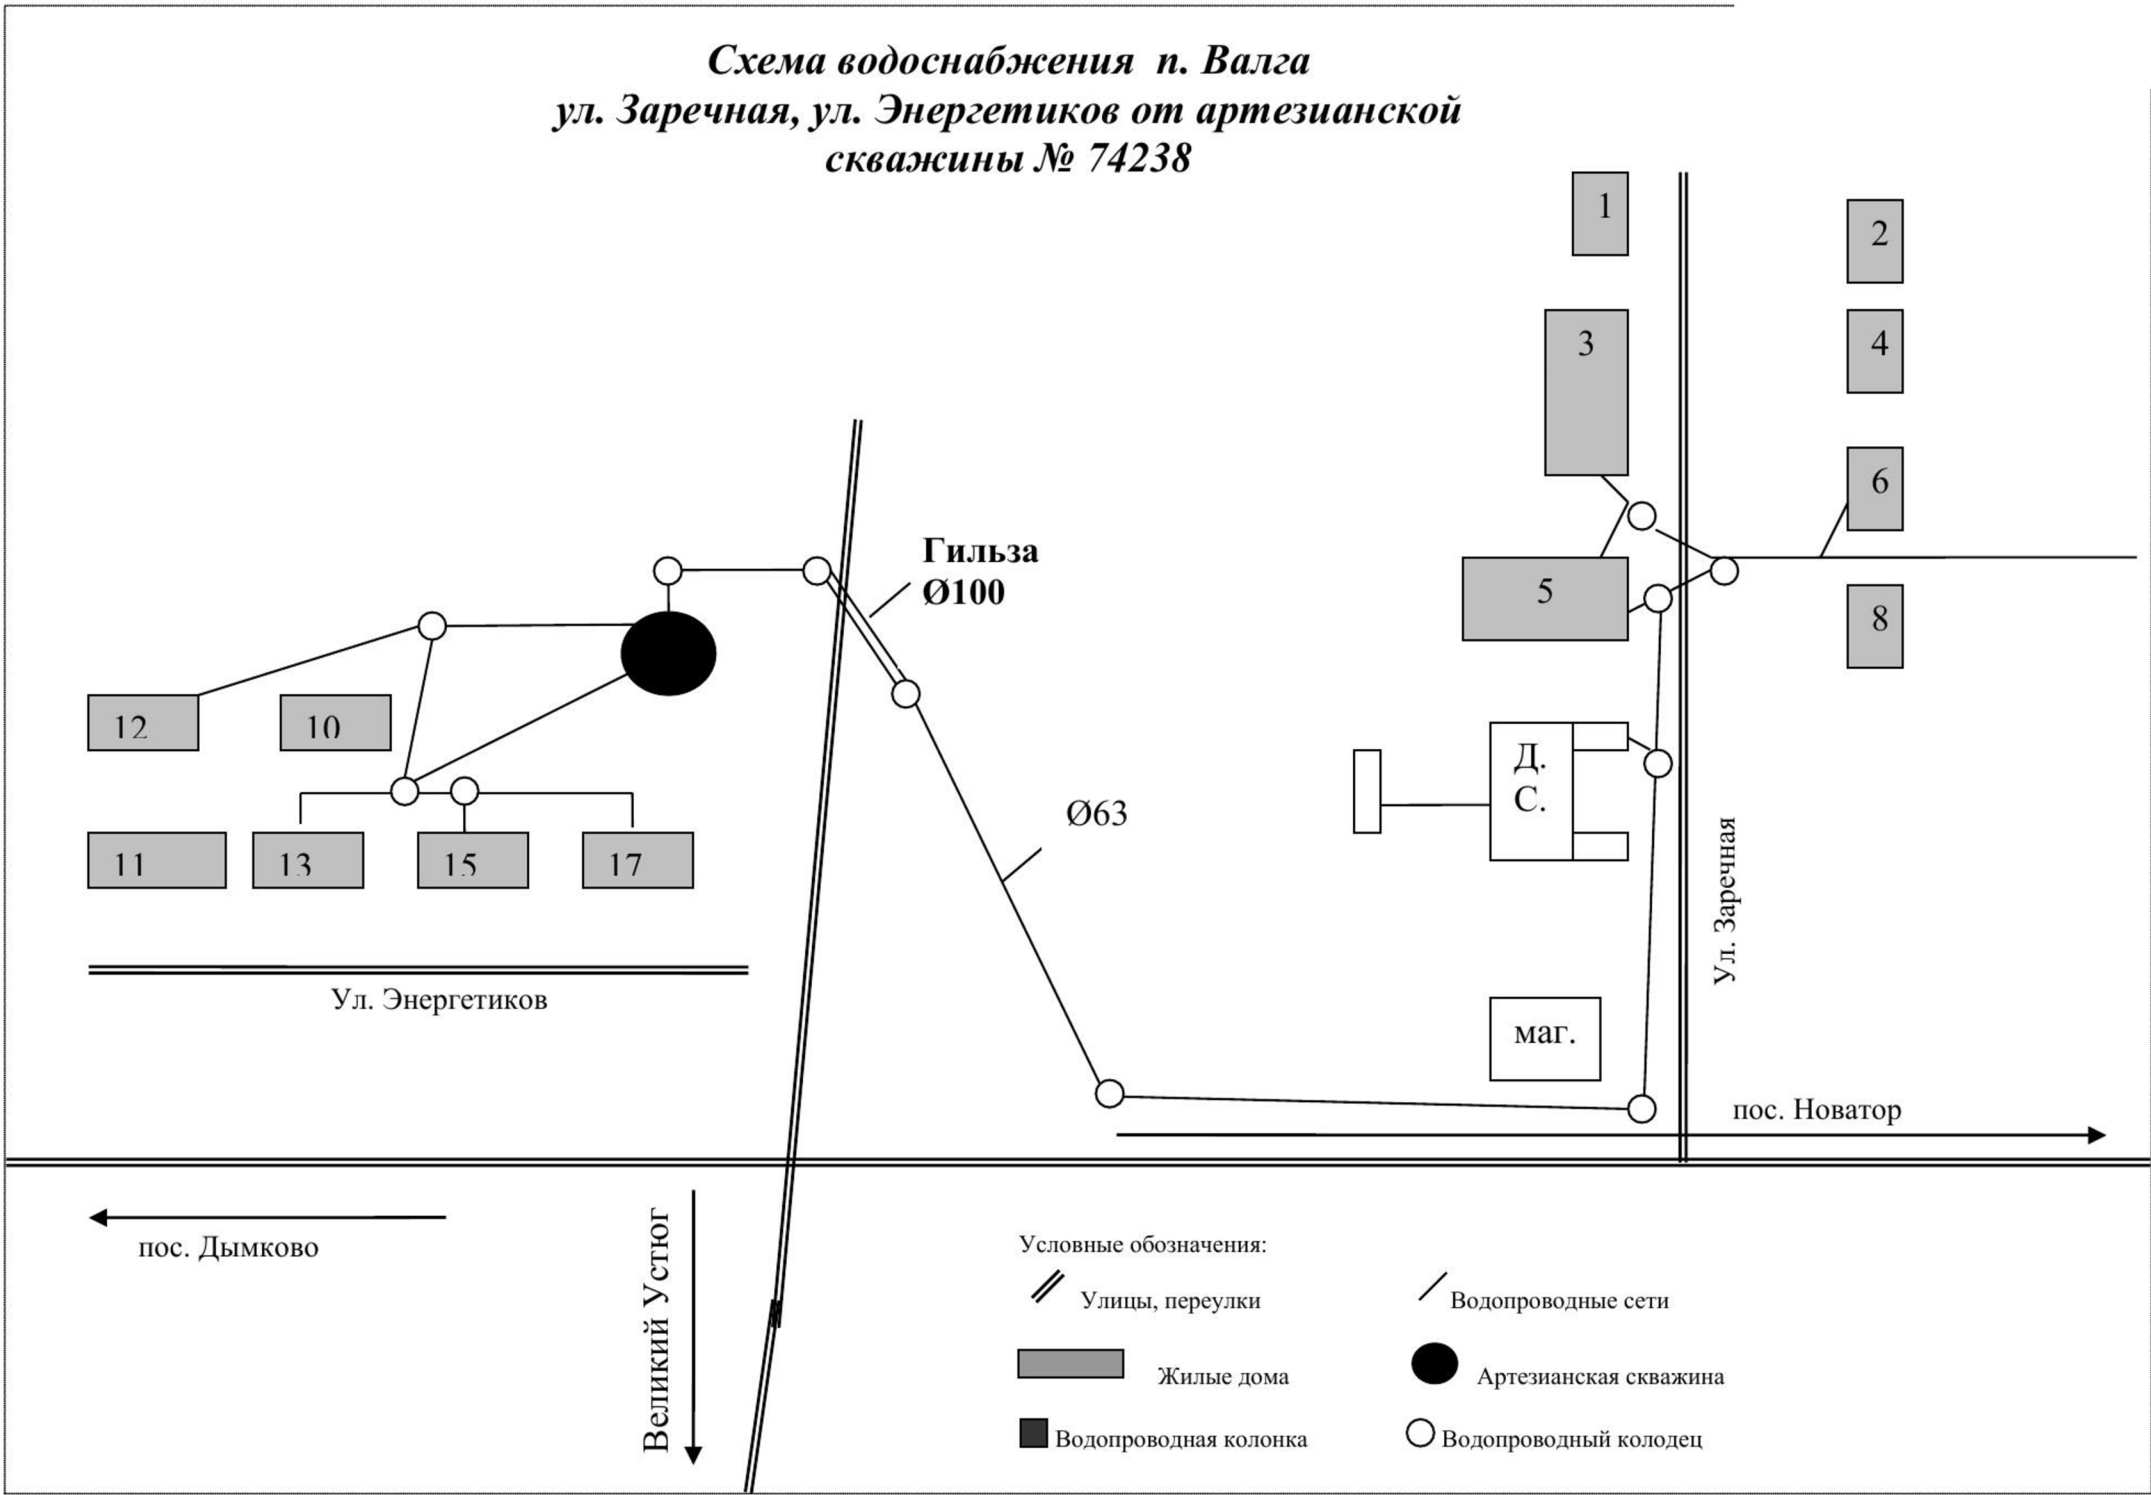 Схема водоснабжения п. Валга
ул. Заречная, ул. Энергетиков от артезианской
скважины № 74238
1
2
3
4
6
Гильза
Ø100
5
8
12
10
Д.
С.
Ø63
11
13
15
17
Ул. Заречная
Ул. Энергетиков
маг.
пос. Новатор
пос. Дымково
Великий Устюг
Условные обозначения:
Улицы, переулки
Водопроводные сети
Жилые дома
Артезианская скважина
Водопроводная колонка
Водопроводный колодец